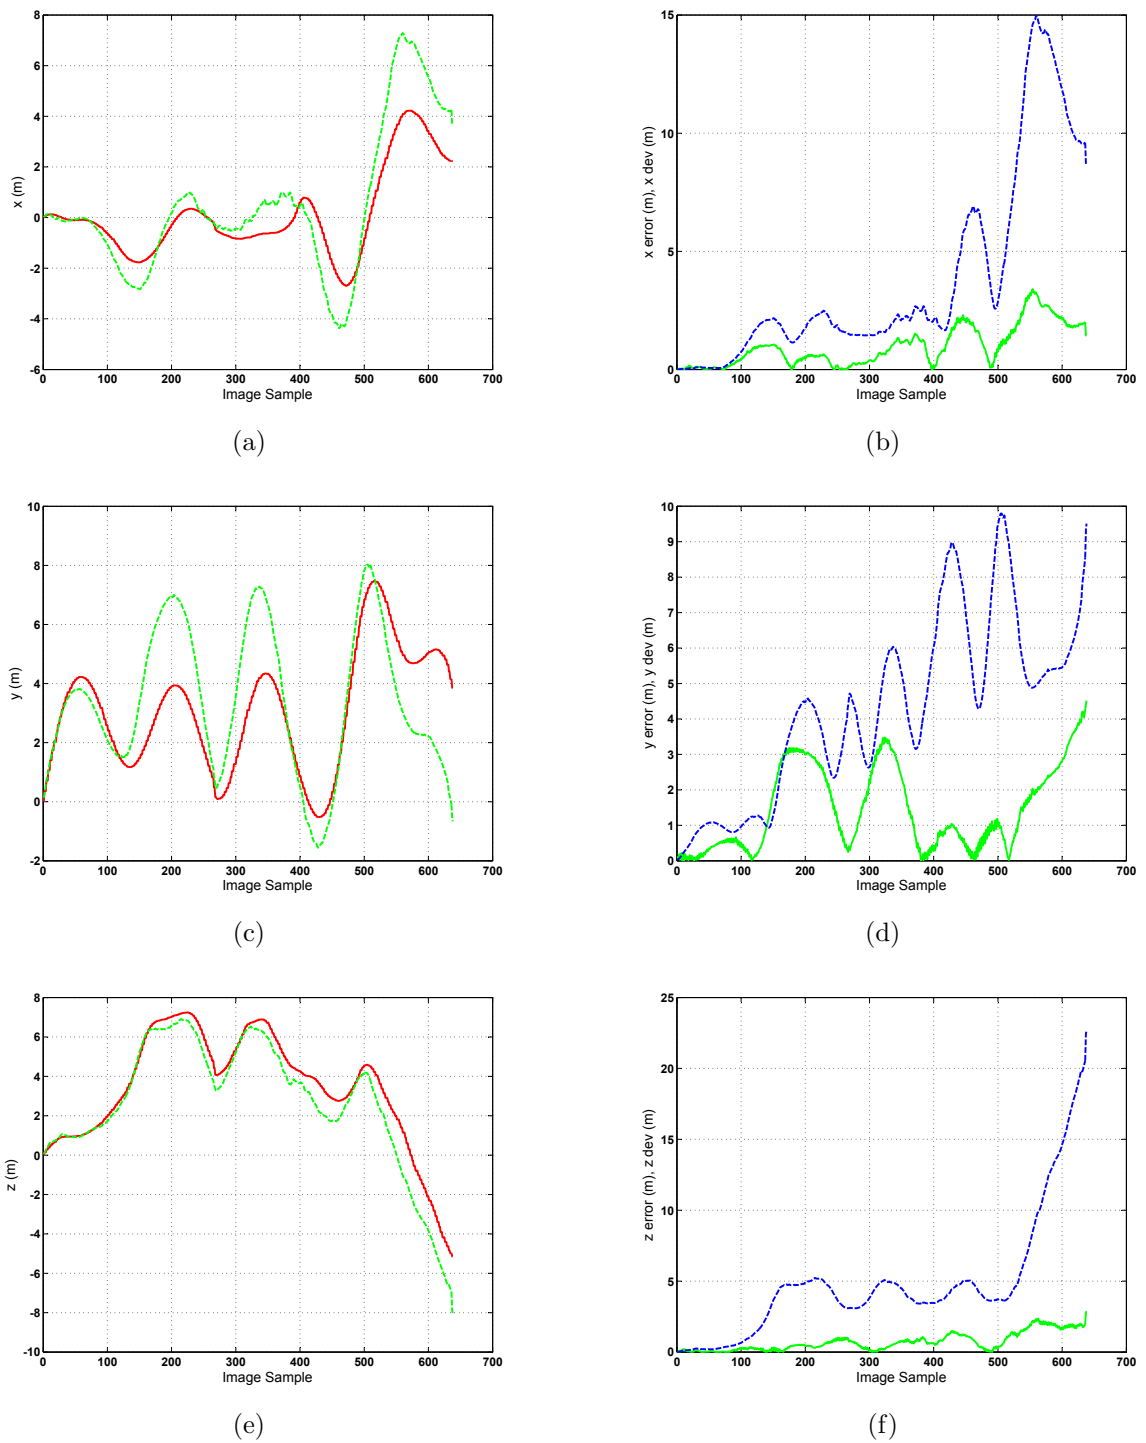 8
6
4
2
0
-2
-4
-6
0 100 200 300 400 500 600 700
x (m)
Image Sample
(a)
15
10
5
0
0 100 200 300 400 500 600 700
x error (m), x dev (m)
Image Sample
(b)
10
8
6
4
2
0
-2
0 100 200 300 400 500 600 700
y (m)
Image Sample
(c)
10
9
8
7
6
5
4
3
2
1
0
0 100 200 300 400 500 600 700
y error (m), y dev (m)
Image Sample
(d)
8
6
4
2
0
-2
-4
-6
-8
-10
0 100 200 300 400 500 600 700
z (m)
Image Sample
(e)
25
20
15
10
5
0
0 100 200 300 400 500 600 700
z error (m), z dev (m)
Image Sample
(f)